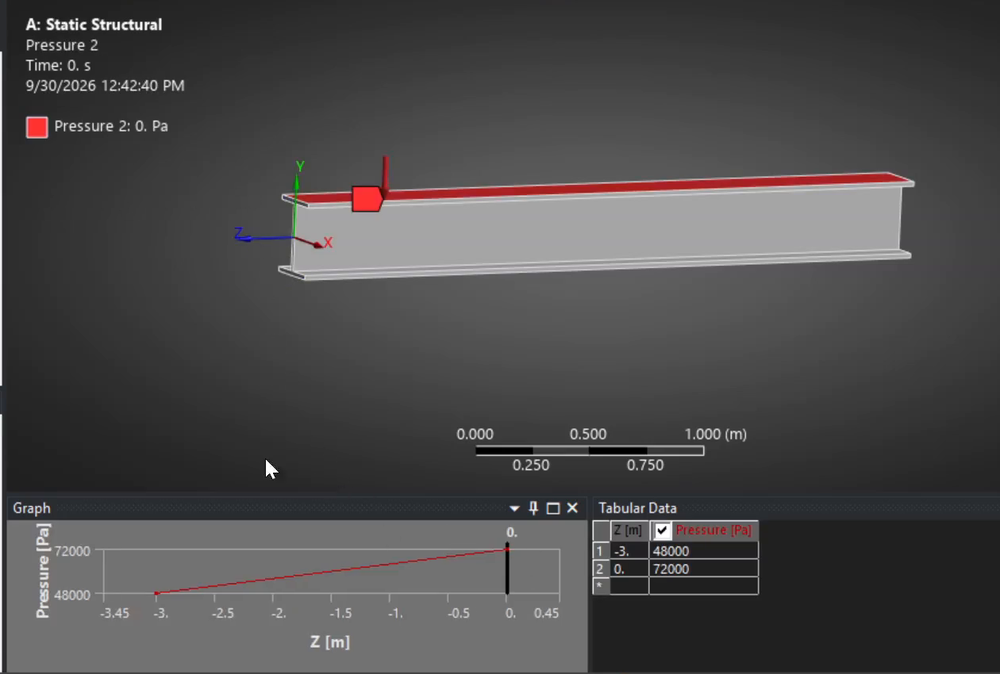 A: Static Structural
Pressure 2
Time: 0. s
9/30/2026 12:42:40 PM
Pressure 2: 0. Pa
Y
Z
X
0.000 0.500 1.000 (m)
0.250 0.750
Graph
0.
Pressure [Pa]
72000
48000
-3.45 -3. -2.5 -2. -1.5 -1. -0.5 0. 0.45
Z [m]
Tabular Data
Z [m] Pressure [Pa]
1 -3. 48000
2 0. 72000
*